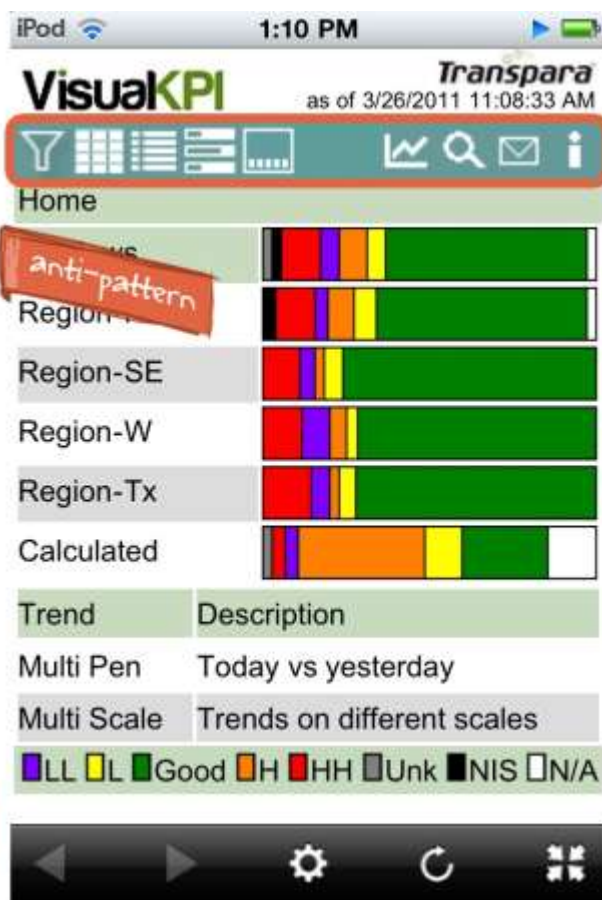 iPod 1:10 PM
VisualKPI Transpara
as of 3/26/2011 11:08:33 AM
Home
anti-pattern
Region-SE
Region-W
Region-Tx
Calculated
Trend Description
Multi Pen Today vs yesterday
Multi Scale Trends on different scales
LL L Good H HH Unk NIS N/A